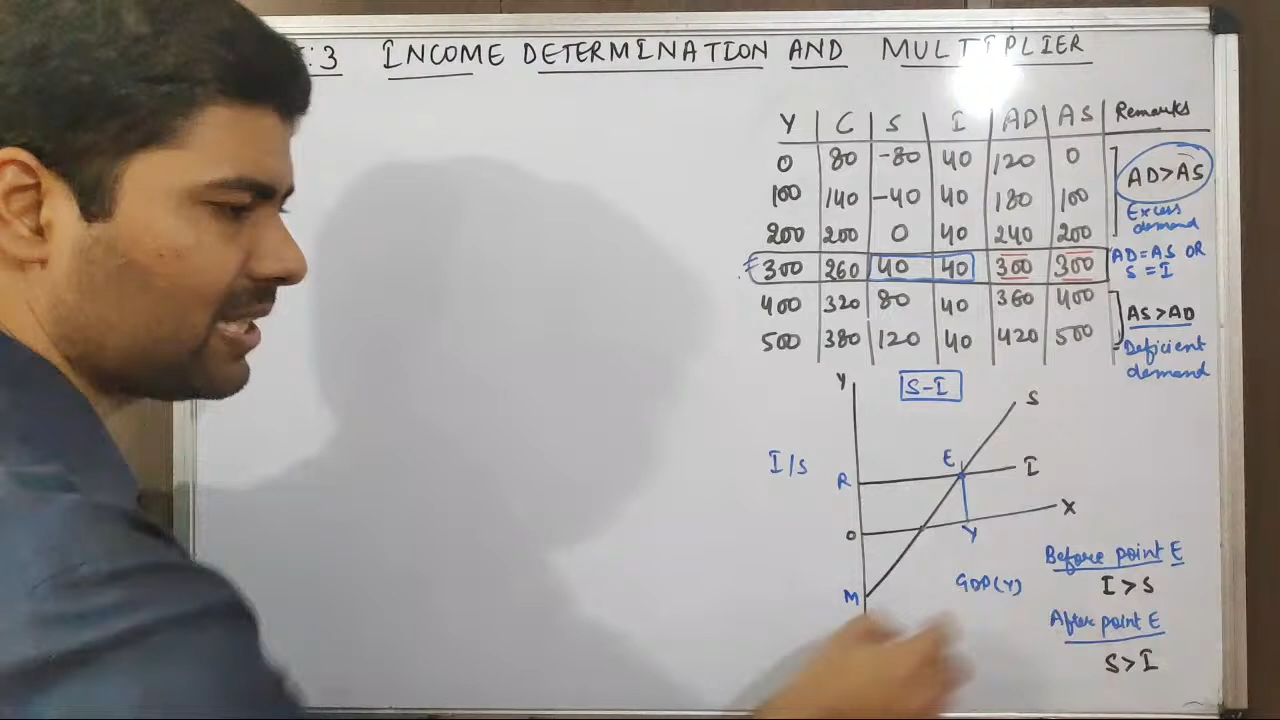 : 3 INCOME DETERMINATION AND MULTIPLIER
Y C S I AD AS Remarks
0 80 -80 40 120 0
100 140 -40 40 180 100
200 200 0 40 240 200
300 260 40 40 300 300
400 320 80 40 360 400
500 380 120 40 420 500
AD>AS
Excess
demand
AD=AS OR
S=I
AS>AD
Deficient
demand
Y
S-I
S
I/S
E
I
R
X
O
Y
M
GDP(Y)
Before point E
I>S
After point E
S>I